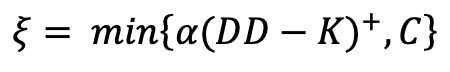 ξ = min{α(DD − K)⁺, C}